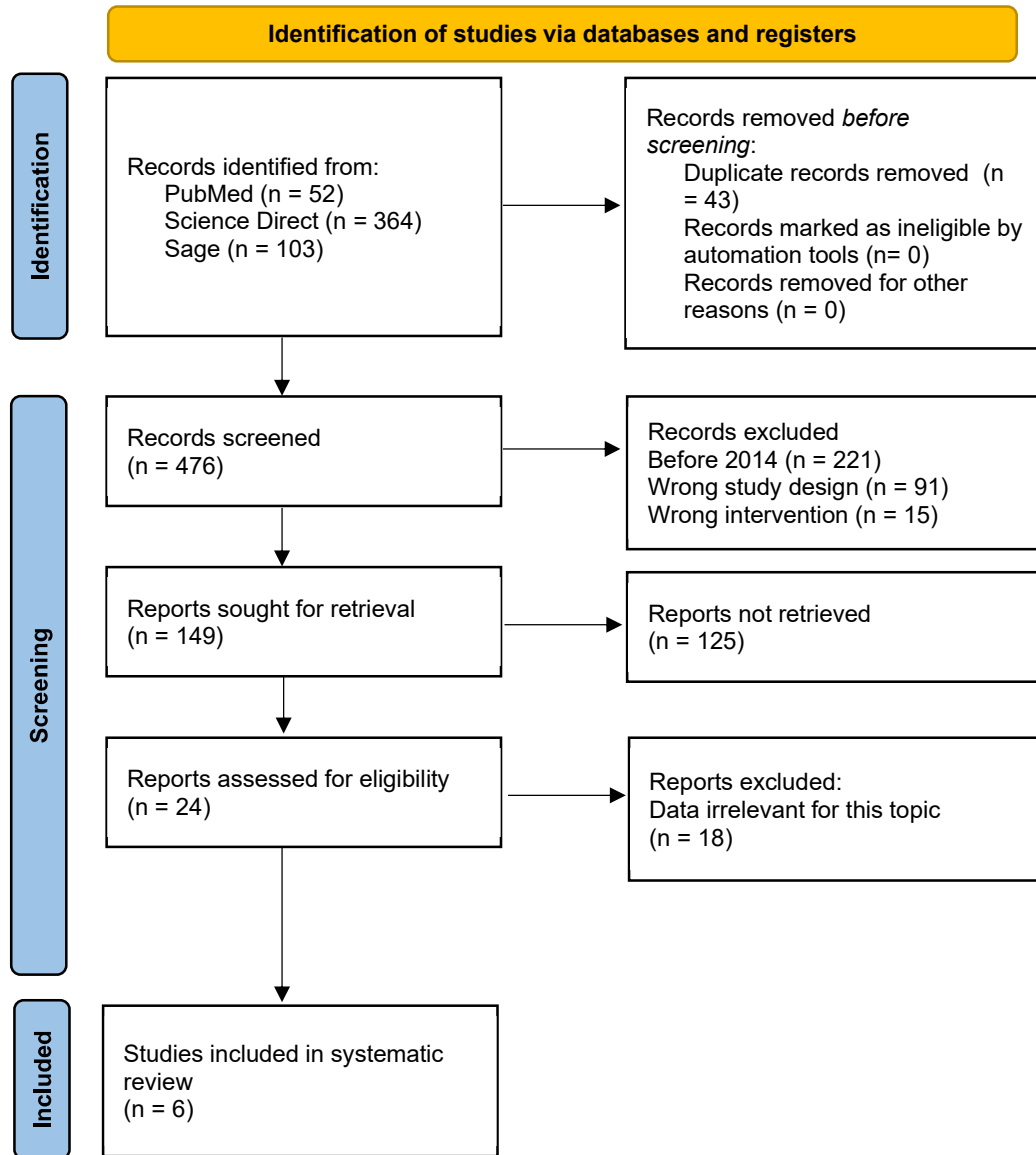 Identification of studies via databases and registers
Identification
Records identified from:
PubMed (n = 52)
Science Direct (n = 364)
Sage (n = 103)
Records removed before
screening:
Duplicate records removed  (n
= 43)
Records marked as ineligible by
automation tools (n= 0)
Records removed for other
reasons (n = 0)
Screening
Records screened
(n = 476)
Records excluded
Before 2014 (n = 221)
Wrong study design (n = 91)
Wrong intervention (n = 15)
Reports sought for retrieval
(n = 149)
Reports not retrieved
(n = 125)
Reports assessed for eligibility
(n = 24)
Reports excluded:
Data irrelevant for this topic
(n = 18)
Included
Studies included in systematic
review
(n = 6)